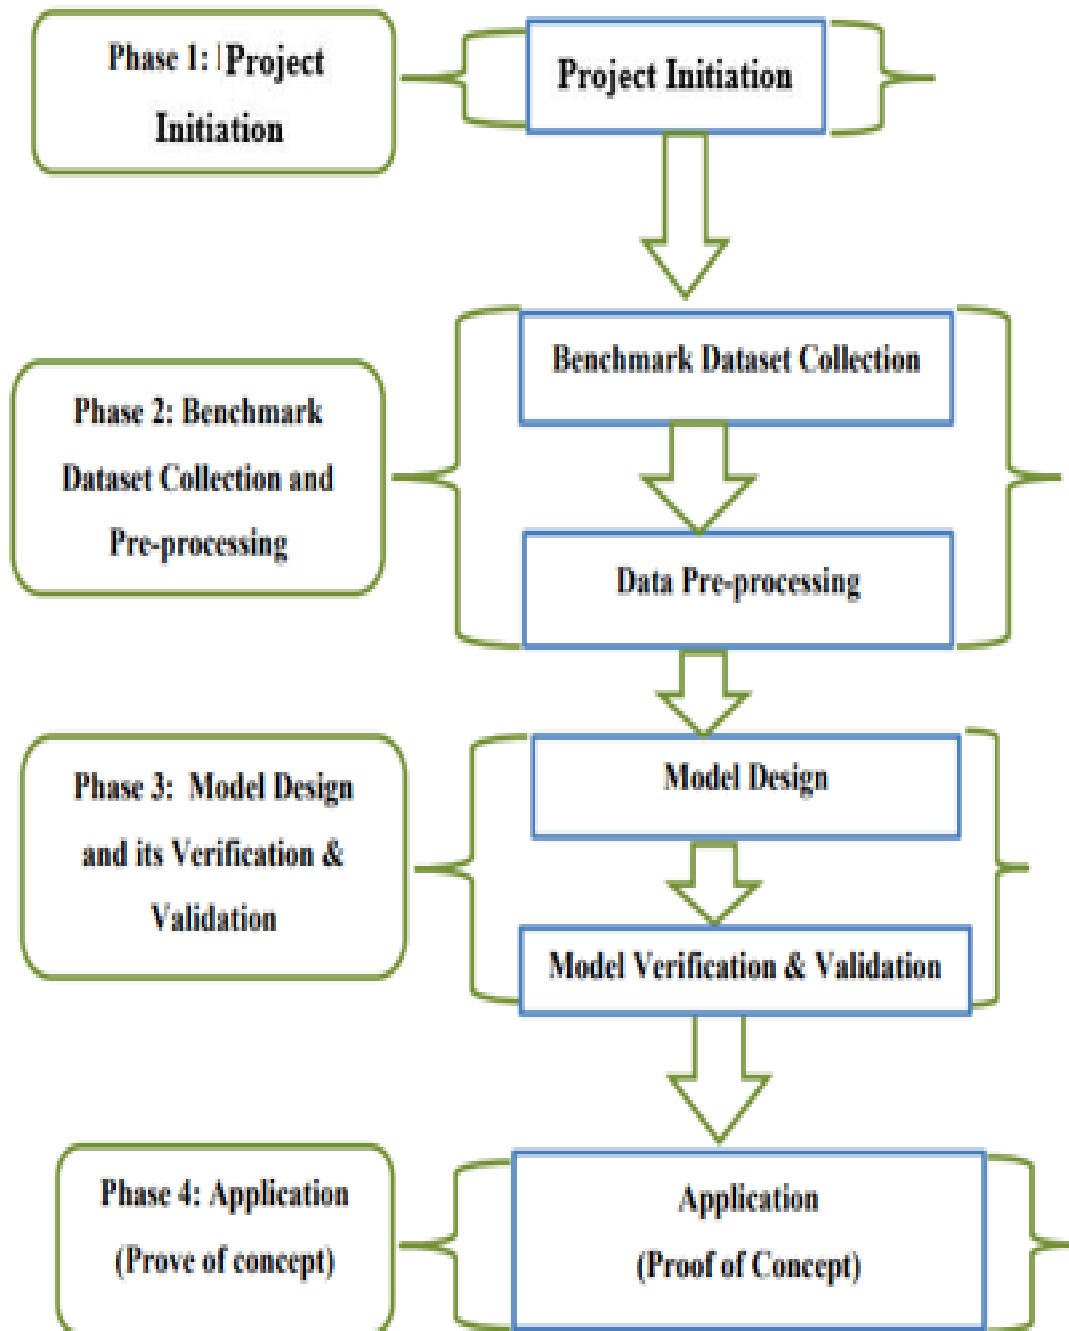 Phase 1: Project
Initiation
Project Initiation
Phase 2: Benchmark
Dataset Collection and
Pre-processing
Benchmark Dataset Collection
Data Pre-processing
Phase 3: Model Design
and its Verification &
Validation
Model Design
Model Verification & Validation
Phase 4: Application
(Prove of concept)
Application
(Proof of Concept)